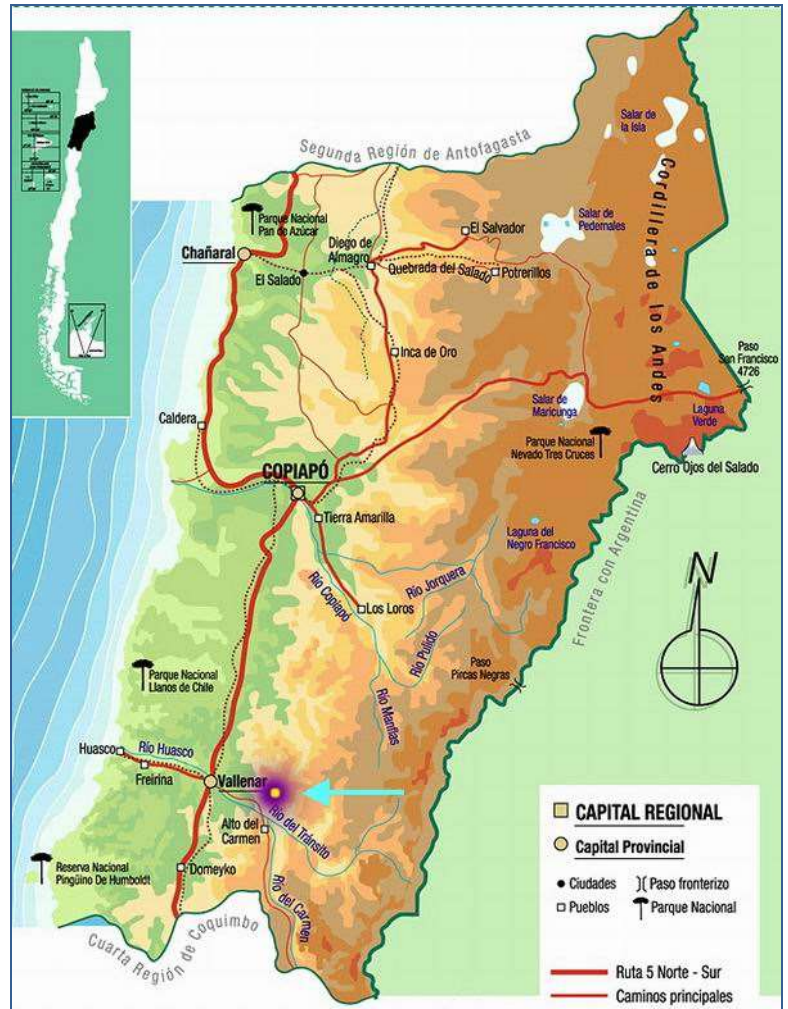 Segunda Región de Antofagasta
Salar de
la Isla
Cordillera de los Andes
Parque Nacional
Pan de Azúcar
El Salvador
Salar de
Pedernales
Chañaral
Diego de
Almagro
El Salado
Quebrada del Salado
Potrerillos
Inca de Oro
Paso
San Francisco
4726
Salar de
Maricunga
Laguna
Verde
Caldera
Parque Nacional
Nevado Tres Cruces
Cerro Ojos del Salado
COPIAPÓ
Tierra Amarilla
Laguna del
Negro Francisco
Frontera con Argentina
N
Río Copiapó
Río Jorquera
Los Loros
Río Pulido
Paso
Pircas Negras
Parque Nacional
Llanos de Chile
Río Manflas
Huasco
Río Huasco
Freirina
Vallenar
Alto del
Carmen
Río del Tránsito
Reserva Nacional
Pingüino De Humboldt
Domeyko
Río del Carmen
Cuarta Región de Coquimbo
CAPITAL REGIONAL
Capital Provincial
Ciudades
Paso fronterizo
Pueblos
Parque Nacional
Ruta 5 Norte - Sur
Caminos principales